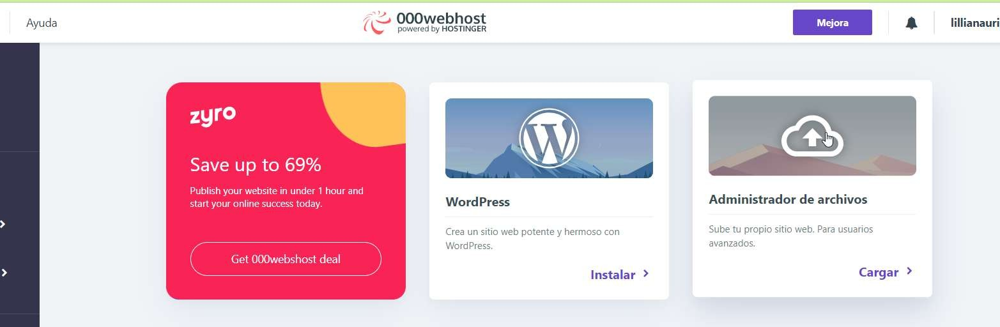 Ayuda
000webhost
powered by HOSTINGER
Mejora
lillianauri
zyro
Save up to 69%
Publish your website in under 1 hour and
start your online success today.
Get 000webshost deal
WordPress
Crea un sitio web potente y hermoso con
WordPress.
Instalar
Administrador de archivos
Sube tu propio sitio web. Para usuarios
avanzados.
Cargar